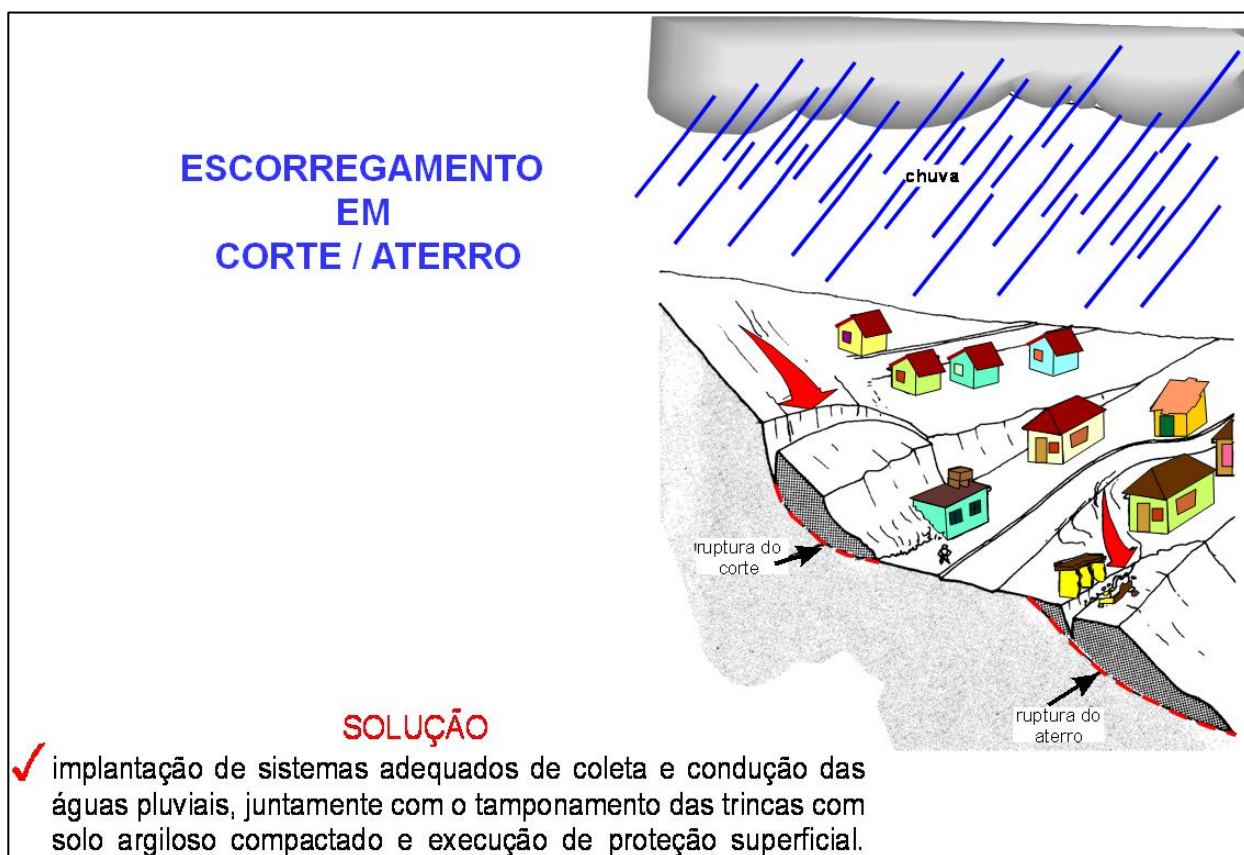 ESCORREGAMENTO
EM
CORTE / ATERRO
chuva
ruptura do
corte
ruptura do
aterro
SOLUÇÃO
implantação de sistemas adequados de coleta e condução das
águas pluviais, juntamente com o tamponamento das trincas com
solo argiloso compactado e execução de proteção superficial.